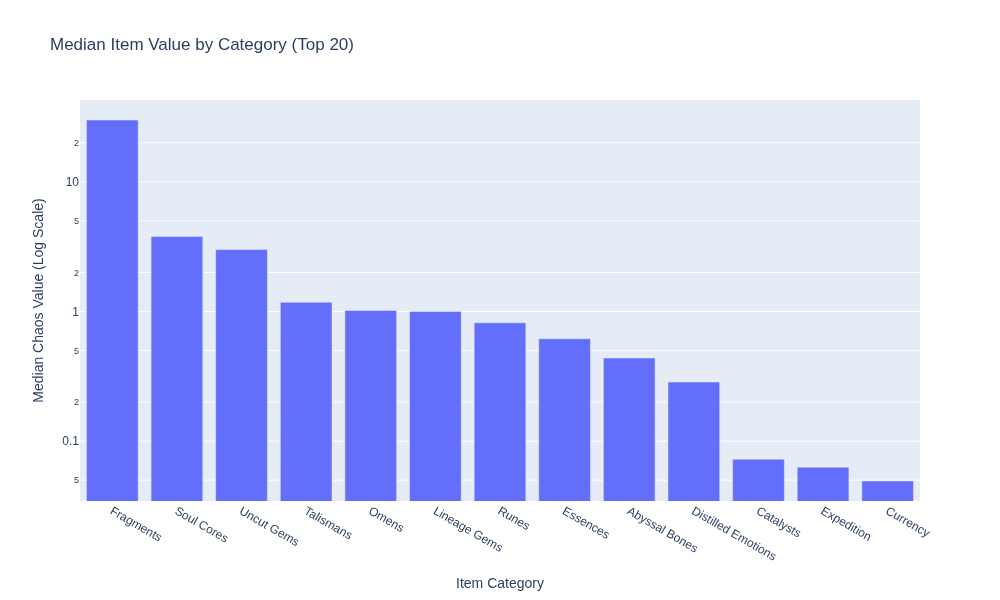 Median Item Value by Category (Top 20)
Median Chaos Value (Log Scale)
2
10
5
2
1
5
2
0.1
5
Fragments
Soul Cores
Uncut Gems
Talismans
Omens
Lineage Gems
Runes
Essences
Abyssal Bones
Distilled Emotions
Catalysts
Expedition
Currency
Item Category